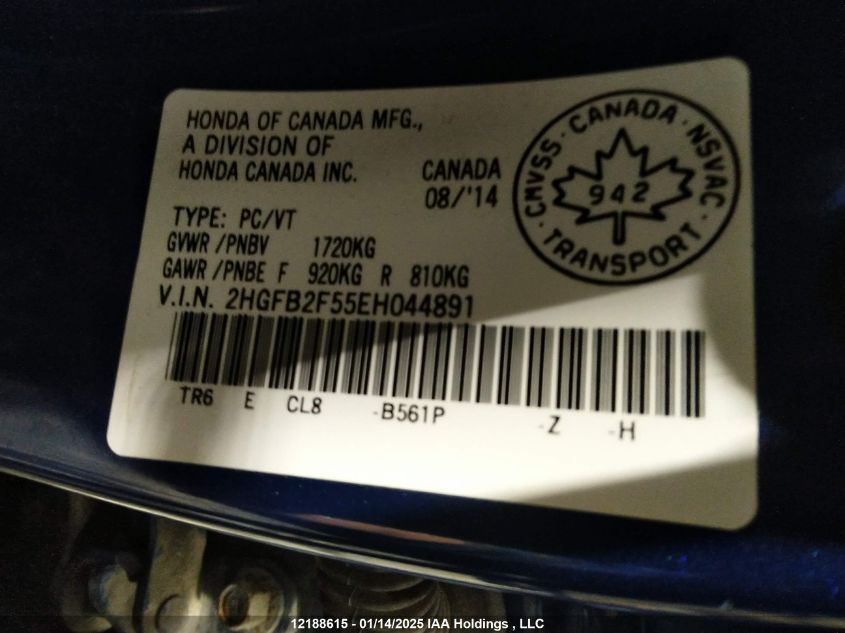 HONDA OF CANADA MFG.,
A DIVISION OF
HONDA CANADA INC.
CANADA
08/'14
CMVSS · CANADA · NSVAC · TRANSPORT ·
942
TYPE: PC/VT
GVWR/PNBV 1720KG
GAWR/PNBE F 920KG R 810KG
V.I.N. 2HGFB2F55EH044891
TR6 E CL8 -B561P -Z -H
12188615 - 01/14/2025 IAA Holdings , LLC